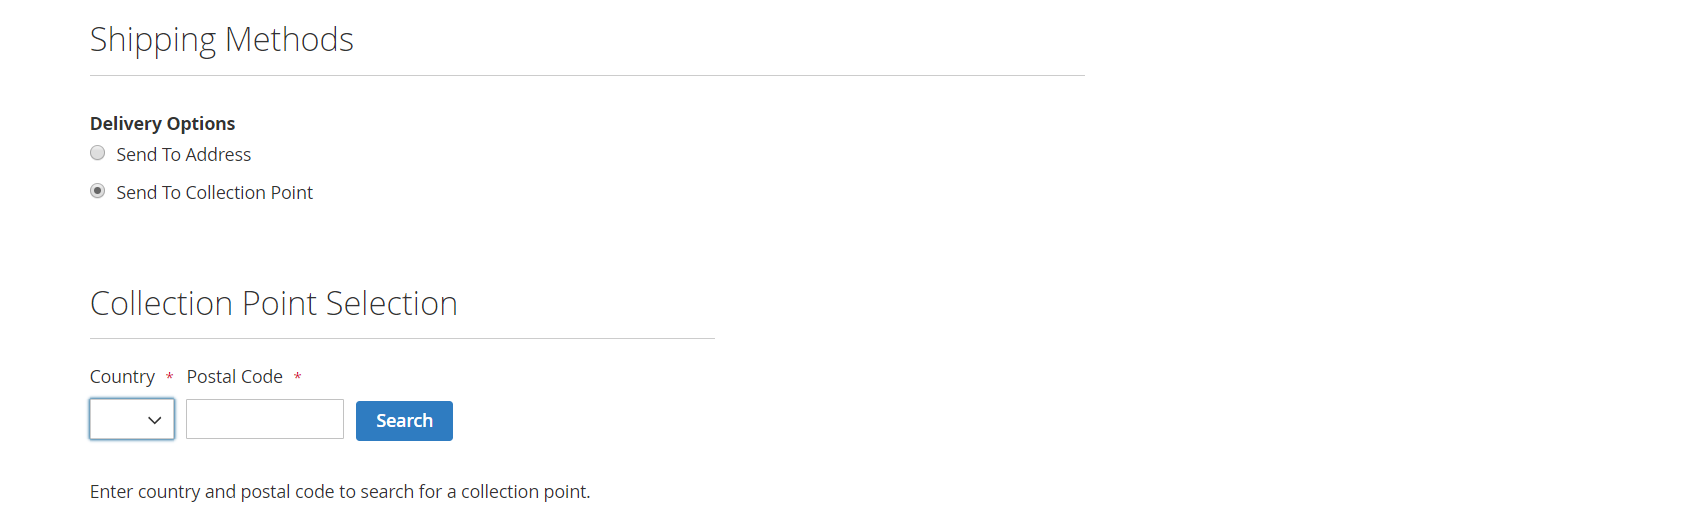 Shipping Methods
Delivery Options
Send To Address
Send To Collection Point
Collection Point Selection
Country * Postal Code *
Search
Enter country and postal code to search for a collection point.